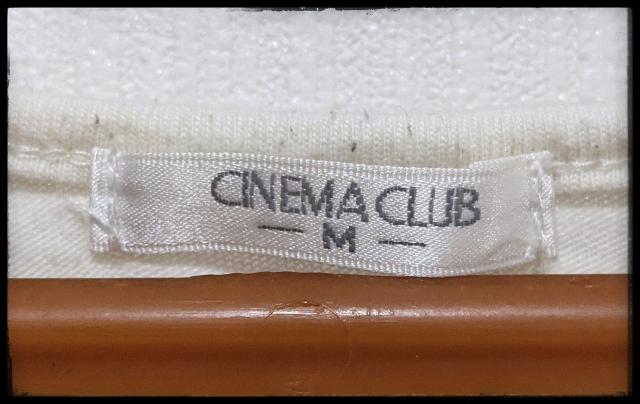 CINEMA CLUB
— M —